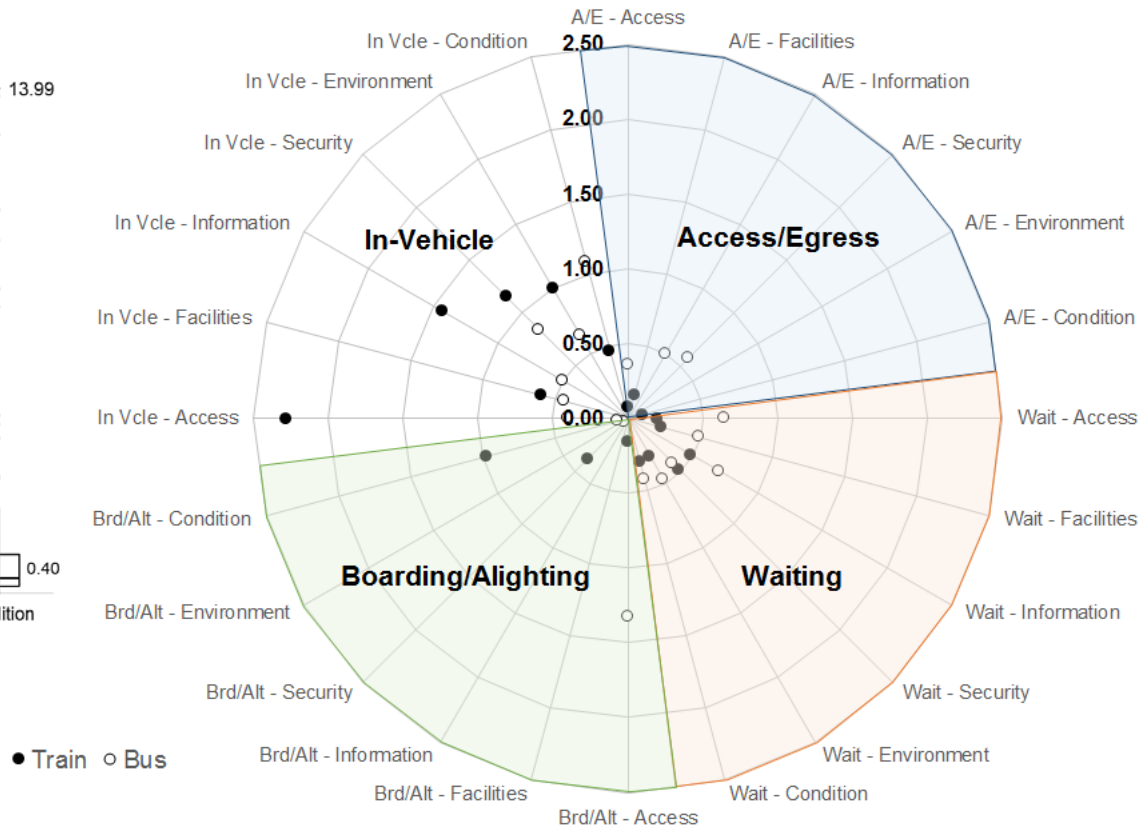 A/E - Access
In Vcle - Condition
2.50
A/E - Facilities
In Vcle - Environment
A/E - Information
13.99
2.00
In Vcle - Security
A/E - Security
1.50
In Vcle - Information
In-Vehicle
Access/Egress
A/E - Environment
1.00
In Vcle - Facilities
A/E - Condition
0.50
In Vcle - Access
0.00
Wait - Access
Brd/Alt - Condition
Wait - Facilities
0.40
Boarding/Alighting
Waiting
Brd/Alt - Environment
Wait - Information
Brd/Alt - Security
Wait - Security
Train
Bus
Brd/Alt - Information
Wait - Environment
Brd/Alt - Facilities
Wait - Condition
Brd/Alt - Access